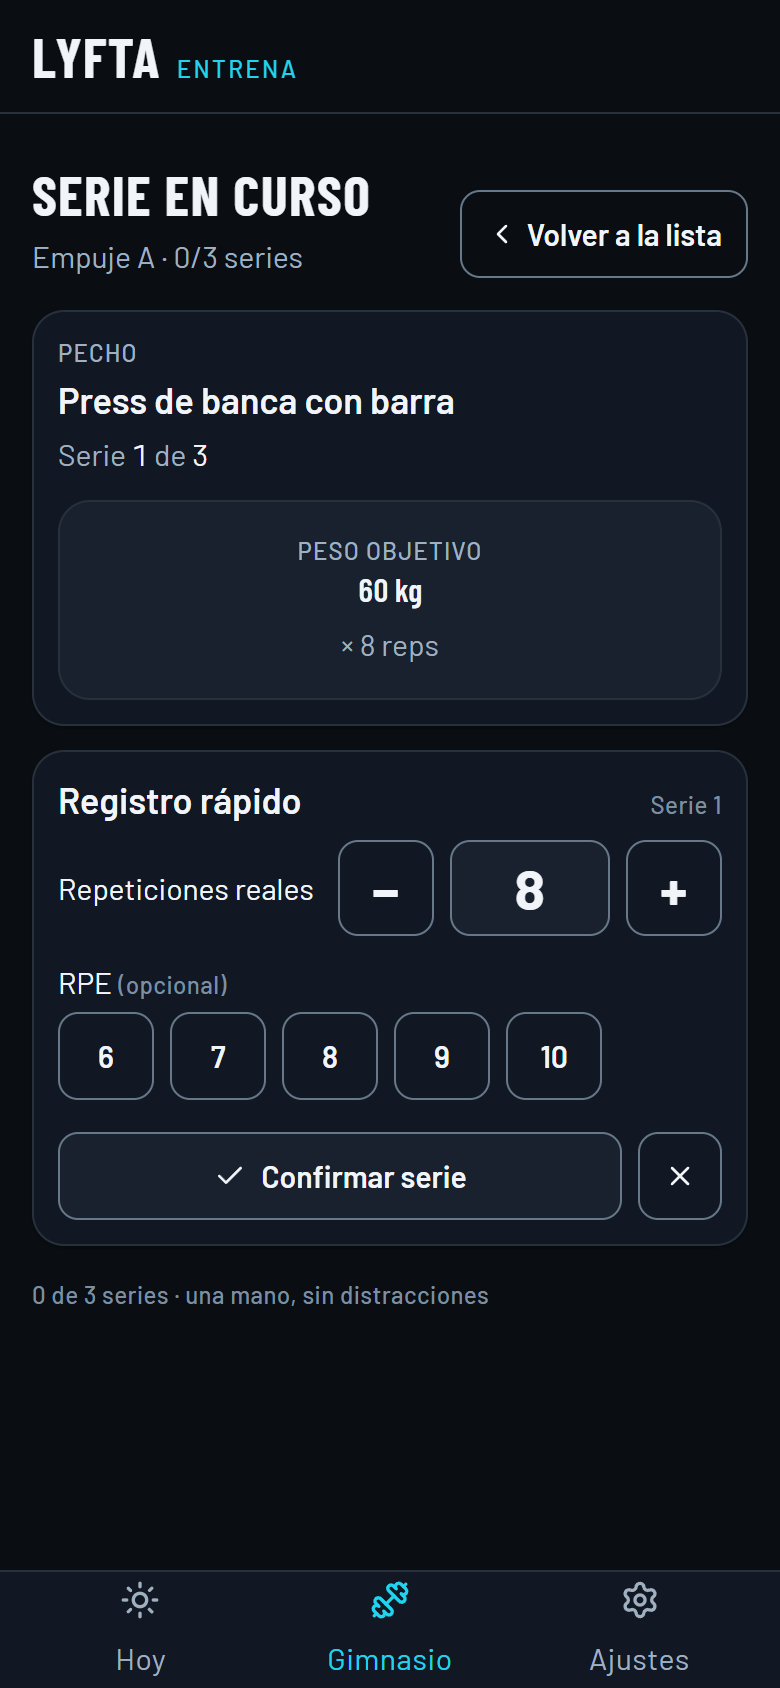 LYFTA ENTRENA
SERIE EN CURSO
Empuje A · 0/3 series
Volver a la lista
PECHO
Press de banca con barra
Serie 1 de 3
PESO OBJETIVO
60 kg
× 8 reps
Registro rápido
Serie 1
Repeticiones reales
− 8 +
RPE (opcional)
6 7 8 9 10
Confirmar serie
0 de 3 series · una mano, sin distracciones
Hoy Gimnasio Ajustes